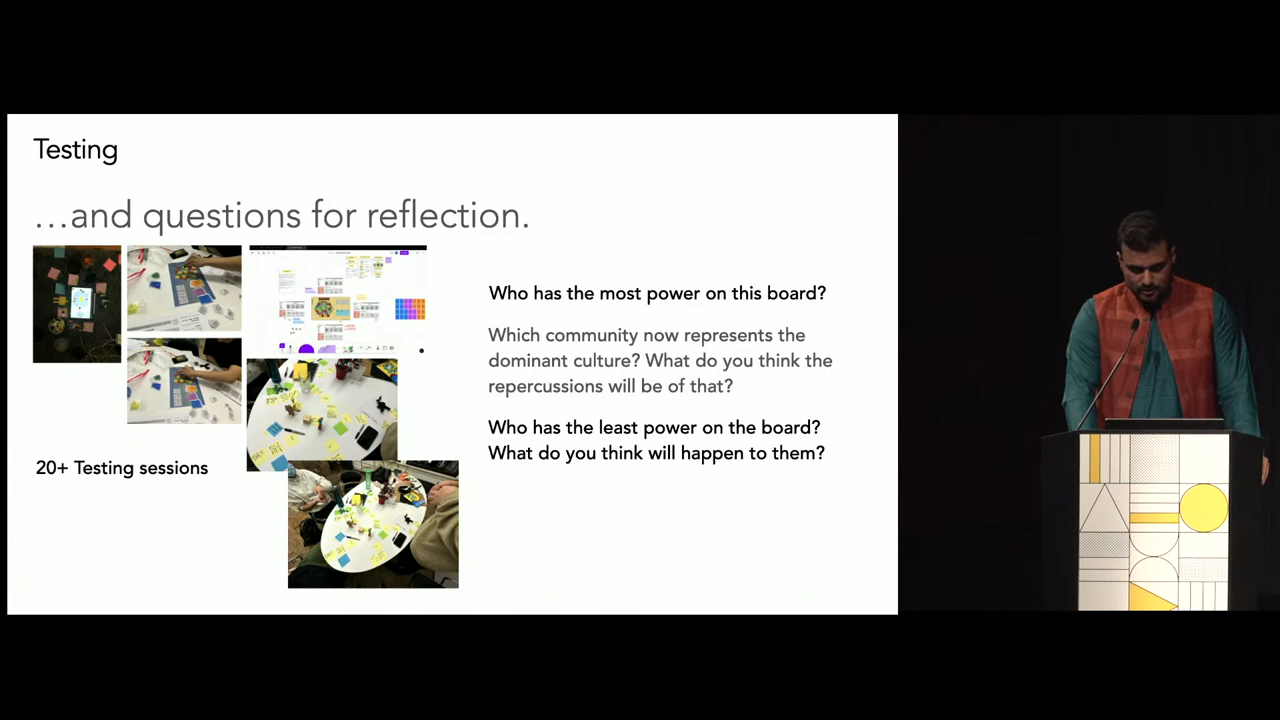 Testing
…and questions for reflection.
Who has the most power on this board?
Which community now represents the
dominant culture? What do you think the
repercussions will be of that?
Who has the least power on the board?
What do you think will happen to them?
20+ Testing sessions